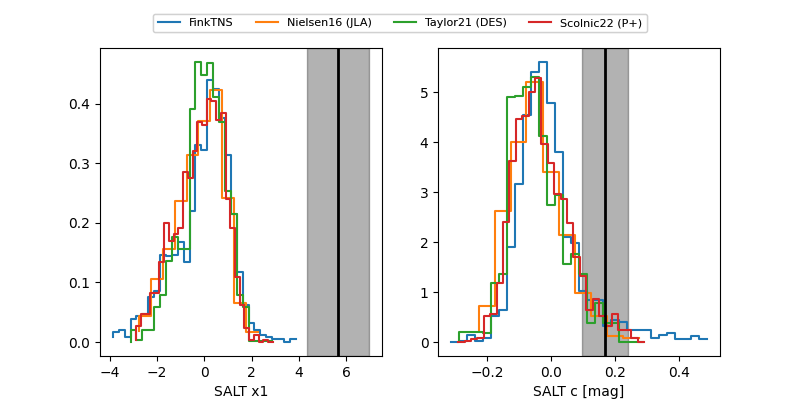 FinkTNS Nielsen16 (JLA) Taylor21 (DES) Scolnic22 (P+)
0.4
0.3
0.2
0.1
0.0
−4 −2 0 2 4 6
SALT x1
5
4
3
2
1
0
−0.2 0.0 0.2 0.4
SALT c [mag]